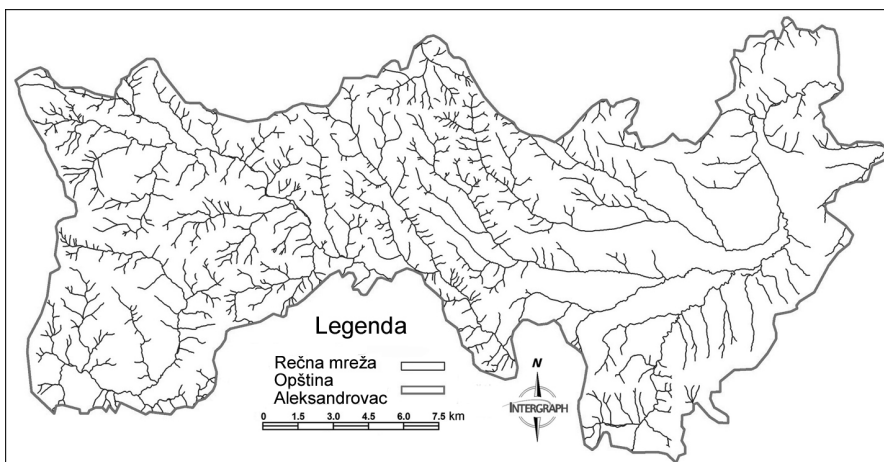 Legenda
Rečna mreža
Opština
Aleksandrovac
0 1.5 3.0 4.5 6.0 7.5 km
N
INTERGRAPH